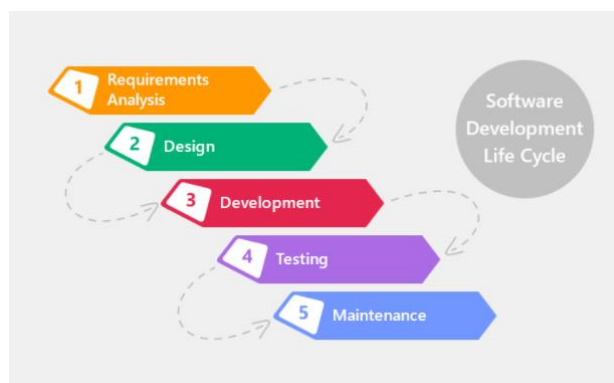 1
Requirements
Analysis
2
Design
3
Development
4
Testing
5
Maintenance
Software
Development
Life Cycle